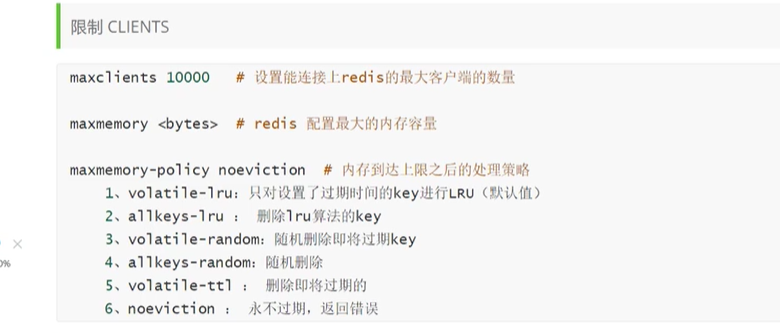 限制 CLIENTS
maxclients 10000 # 设置能连接上redis的最大客户端的数量
maxmemory <bytes> # redis 配置最大的内存容量
maxmemory-policy noeviction # 内存到达上限之后的处理策略
1、volatile-lru：只对设置了过期时间的key进行LRU（默认值）
2、allkeys-lru ： 删除lru算法的key
3、volatile-random：随机删除即将过期key
4、allkeys-random：随机删除
5、volatile-ttl ： 删除即将过期的
6、noeviction ： 永不过期，返回错误